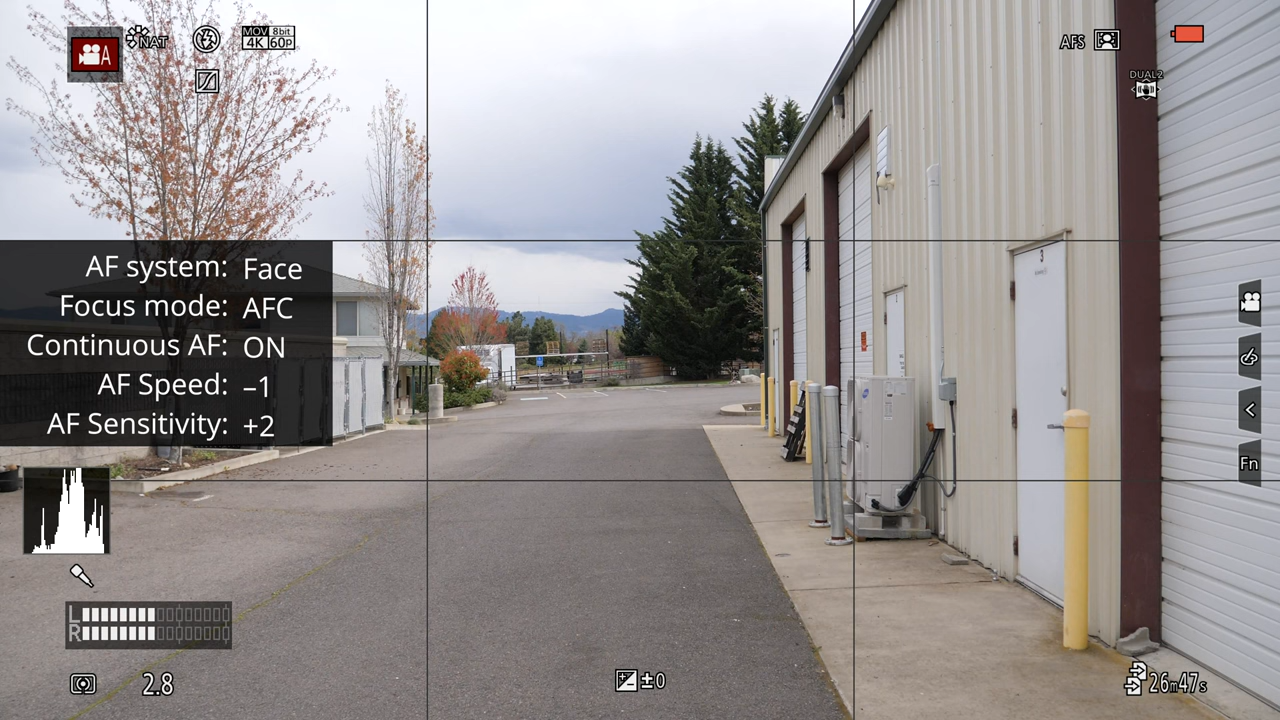 A NAT MOV 8bit AFS
4K 60p
DUAL2
AF system: Face
Focus mode: AFC
Continuous AF: ON
AF Speed: –1
AF Sensitivity: +2
3
Fn
L
R
2.8 ±0 26m47s